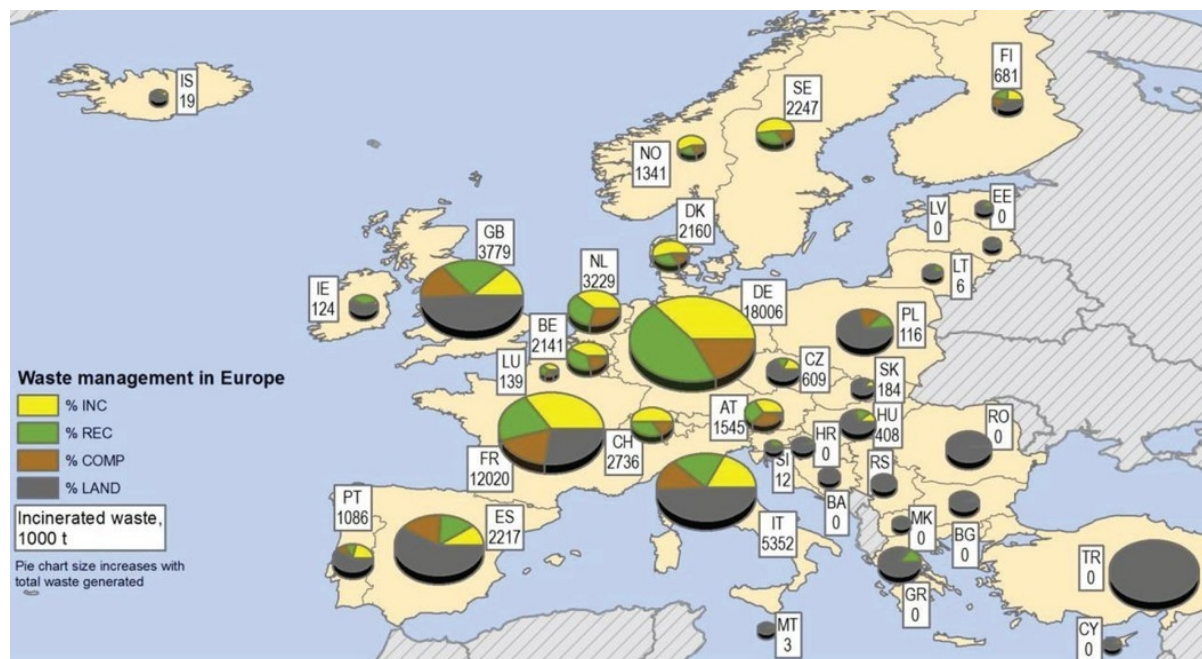 IS
19
FI
681
SE
2247
NO
1341
LV
0
EE
0
DK
2160
GB
3779
NL
3229
LT
6
IE
124
DE
18006
PL
116
BE
2141
LU
139
CZ
609
SK
184
Waste management in Europe
% INC
% REC
% COMP
% LAND
Incinerated waste,
1000 t
Pie chart size increases with
total waste generated
AT
1545
HU
408
RO
0
FR
12020
CH
2736
HR
0
SI
12
RS
PT
1086
ES
2217
IT
5352
BA
0
MK
0
BG
0
TR
0
GR
0
MT
3
CY
0